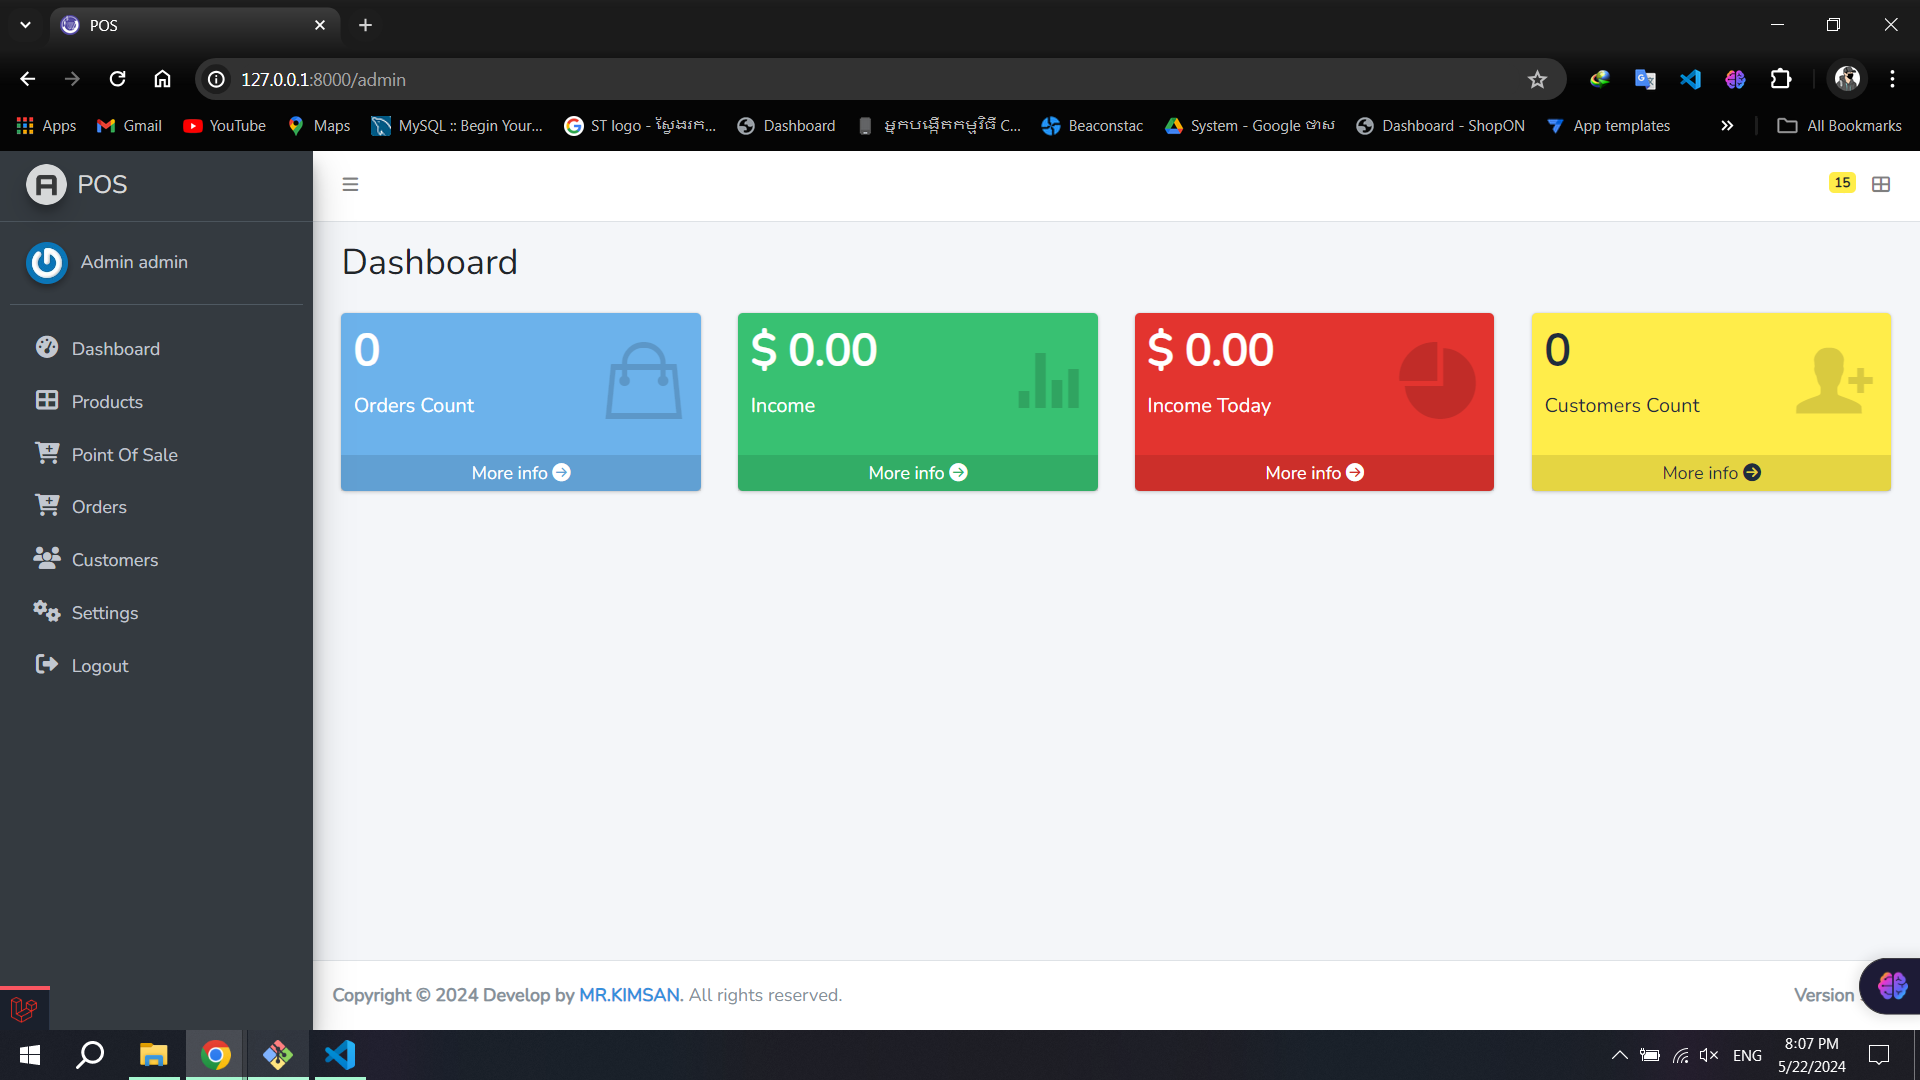 POS
127.0.0.1:8000/admin
Apps Gmail YouTube Maps MySQL :: Begin Your... ST logo - ស្វែងរក... Dashboard អ្នកបង្កើតកម្មវិធី C... Beaconstac System - Google ថាស Dashboard - ShopON App templates All Bookmarks
POS
15
Admin admin
Dashboard
Products
Point Of Sale
Orders
Customers
Settings
Logout
Dashboard
0
Orders Count
More info
$ 0.00
Income
More info
$ 0.00
Income Today
More info
0
Customers Count
More info
Copyright © 2024 Develop by MR.KIMSAN. All rights reserved.
Version
ENG
8:07 PM
5/22/2024